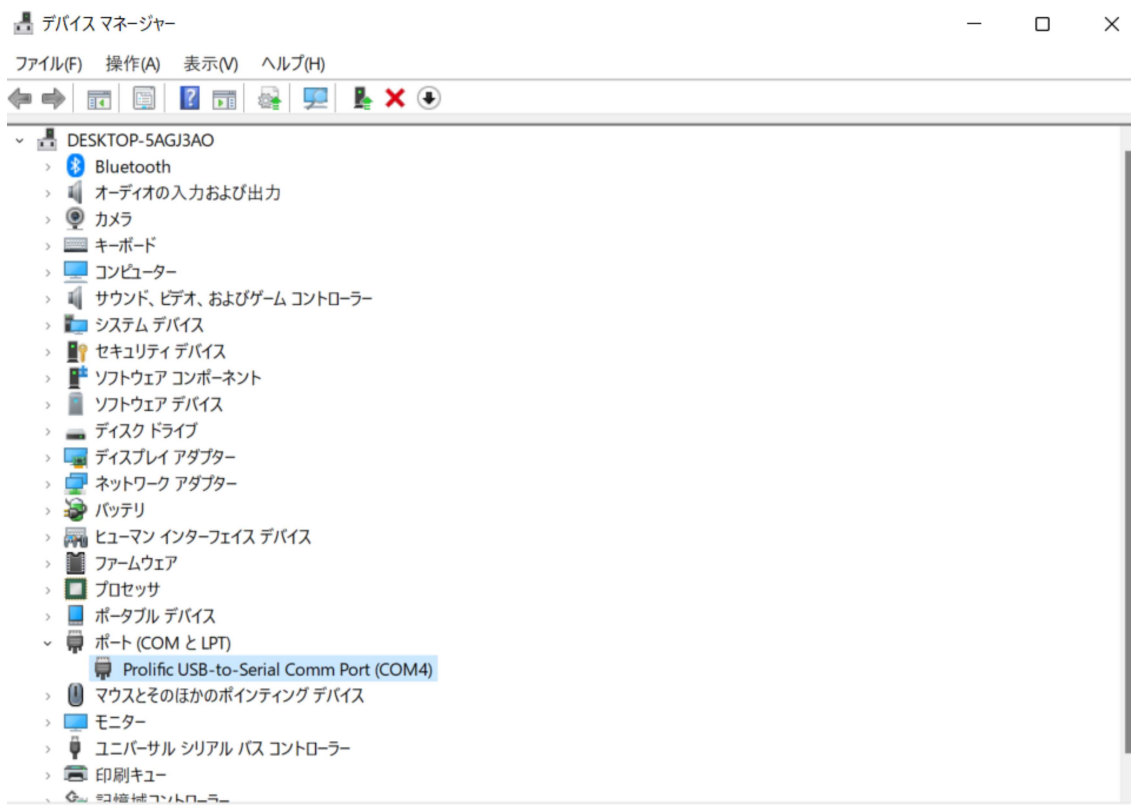 デバイス マネージャー
ファイル(F) 操作(A) 表示(V) ヘルプ(H)
DESKTOP-5AGJ3AO
Bluetooth
オーディオの入力および出力
カメラ
キーボード
コンピューター
サウンド、ビデオ、およびゲーム コントローラー
システム デバイス
セキュリティ デバイス
ソフトウェア コンポーネント
ソフトウェア デバイス
ディスク ドライブ
ディスプレイ アダプター
ネットワーク アダプター
バッテリ
ヒューマン インターフェイス デバイス
ファームウェア
プロセッサ
ポータブル デバイス
ポート (COM と LPT)
Prolific USB-to-Serial Comm Port (COM4)
マウスとそのほかのポインティング デバイス
モニター
ユニバーサル シリアル バス コントローラー
印刷キュー
記憶域コントローラー